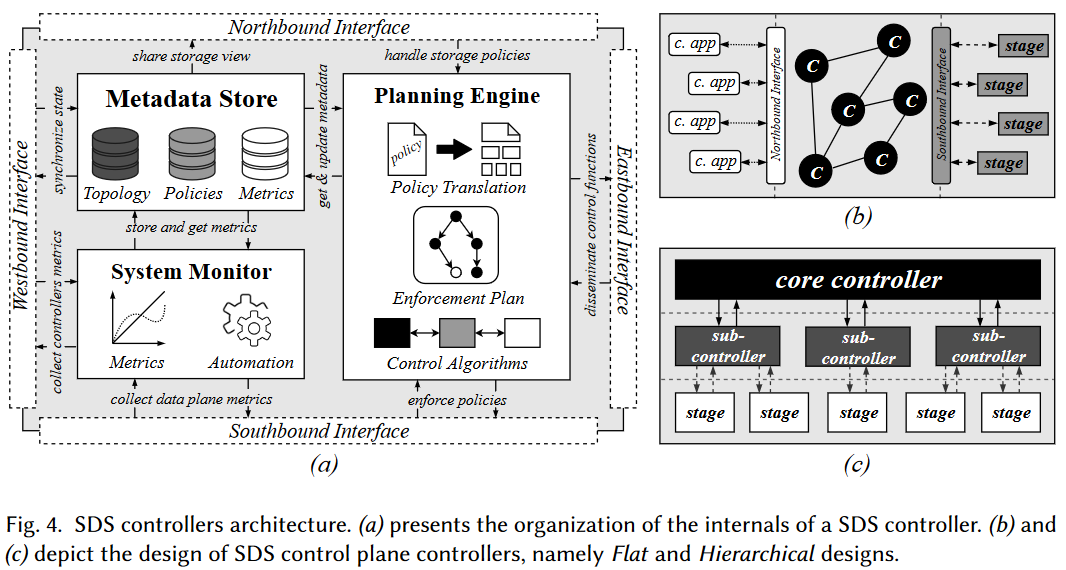 Northbound Interface
share storage view
handle storage policies
Westbound Interface
synchronize state
Metadata Store
Topology
Policies
Metrics
get & update metadata
Planning Engine
policy
Policy Translation
Enforcement Plan
Control Algorithms
Eastbound Interface
disseminate control functions
store and get metrics
collect controllers metrics
System Monitor
Metrics
Automation
collect data plane metrics
enforce policies
Southbound Interface
(a)
c. app
c. app
c. app
c. app
Northbound Interface
C
C
C
C
C
C
Southbound Interface
stage
stage
stage
stage
(b)
core controller
sub-
controller
sub-
controller
sub-
controller
stage
stage
stage
stage
stage
(c)
Fig. 4. SDS controllers architecture. (a) presents the organization of the internals of a SDS controller. (b) and
(c) depict the design of SDS control plane controllers, namely Flat and Hierarchical designs.